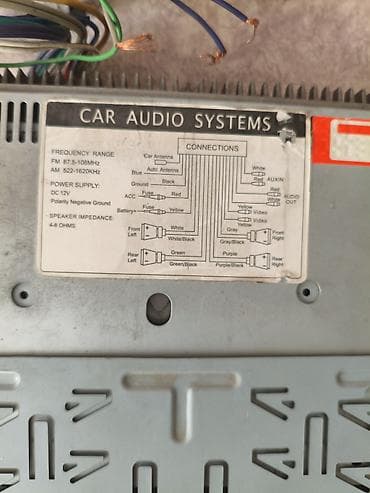 CAR AUDIO SYSTEMS
CONNECTIONS
FREQUENCY RANGE:
FM 87.5-108MHz
AM 522-1620KHz
POWER SUPPLY:
DC 12V
Polarity Negative Ground
SPEAKER IMPEDANCE:
4-8 OHMS
Car Antenna
Blue Auto Antenna
Ground Black
ACC Fuse Red
Battery+ Fuse Yellow
Front Left White
White/Black
Rear Left Green
Green/Black
White
Red AUXIN
Red
White AUDIO OUT
Yellow Video
Yellow Video
Gray Front Right
Gray/Black
Purple Rear Right
Purple/Black